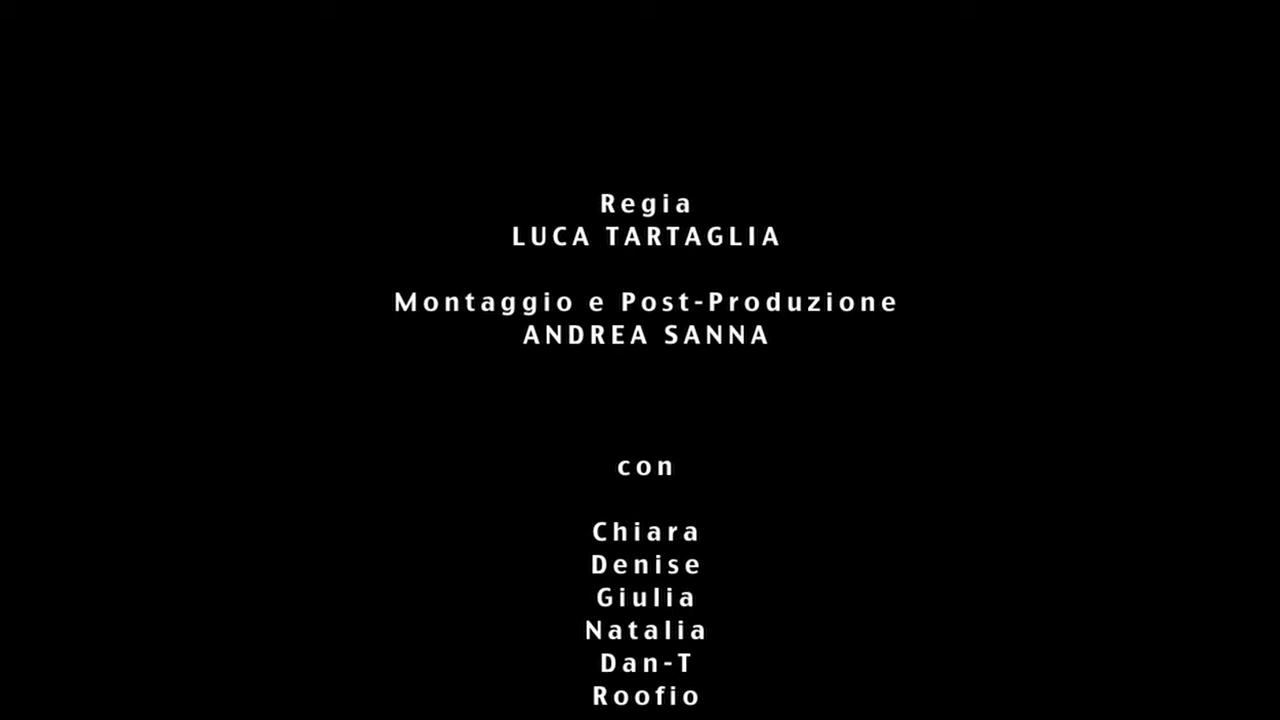 Regia
LUCA TARTAGLIA
Montaggio e Post-Produzione
ANDREA SANNA
con
Chiara
Denise
Giulia
Natalia
Dan-T
Roofio